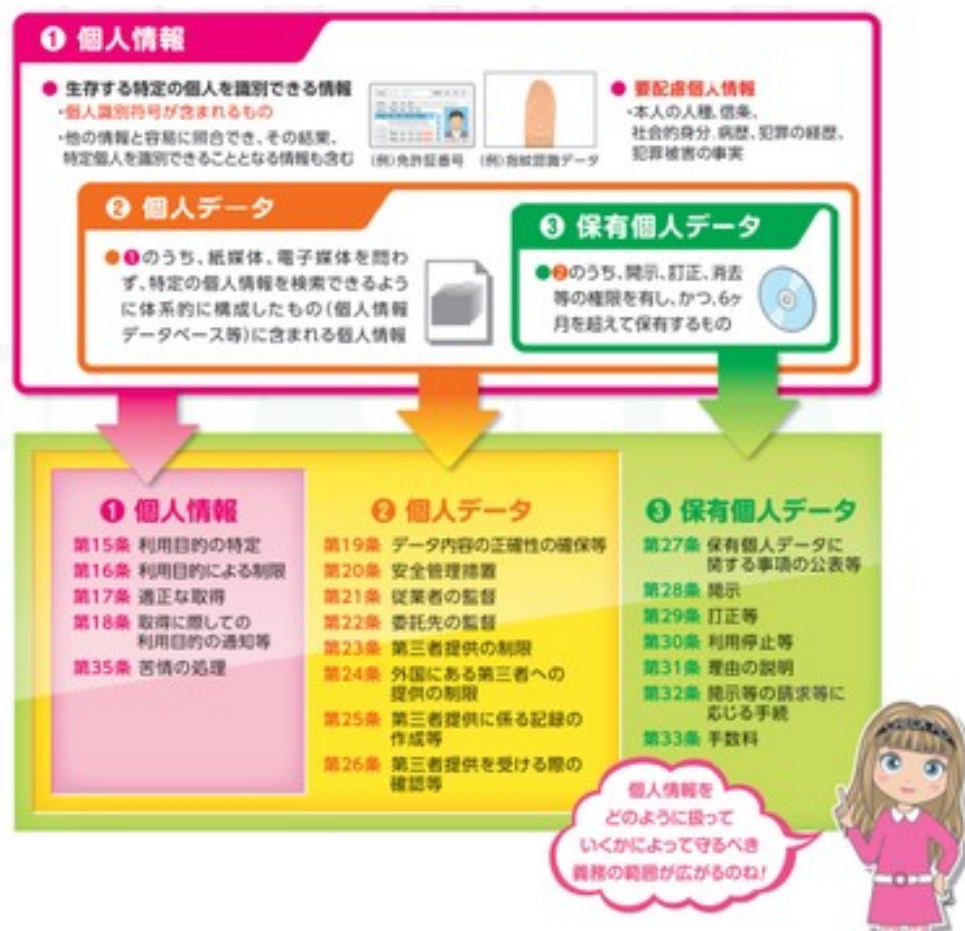 ❶ 個人情報
● 生存する特定の個人を識別できる情報
・個人識別符号が含まれるもの
・他の情報と容易に照合でき、その結果、
特定個人を識別できることとなる情報も含む
(例)免許証番号
(例)指紋認識データ
● 要配慮個人情報
・本人の人種、信条、
社会的身分、病歴、犯罪の経歴、
犯罪被害の事実
❷ 個人データ
●❶のうち、紙媒体、電子媒体を問わ
ず、特定の個人情報を検索できるよう
に体系的に構成したもの(個人情報
データベース等)に含まれる個人情報
❸ 保有個人データ
●❷のうち、開示、訂正、消去
等の権限を有し、かつ、6ヶ
月を超えて保有するもの
❶ 個人情報
第15条 利用目的の特定
第16条 利用目的による制限
第17条 適正な取得
第18条 取得に際しての
利用目的の通知等
第35条 苦情の処理
❷ 個人データ
第19条 データ内容の正確性の確保等
第20条 安全管理措置
第21条 従業者の監督
第22条 委託先の監督
第23条 第三者提供の制限
第24条 外国にある第三者への
提供の制限
第25条 第三者提供に係る記録の
作成等
第26条 第三者提供を受ける際の
確認等
❸ 保有個人データ
第27条 保有個人データに
関する事項の公表等
第28条 開示
第29条 訂正等
第30条 利用停止等
第31条 理由の説明
第32条 開示等の請求等に
応じる手続
第33条 手数料
個人情報を
どのように扱って
いくかによって守るべき
義務の範囲が広がるのね!